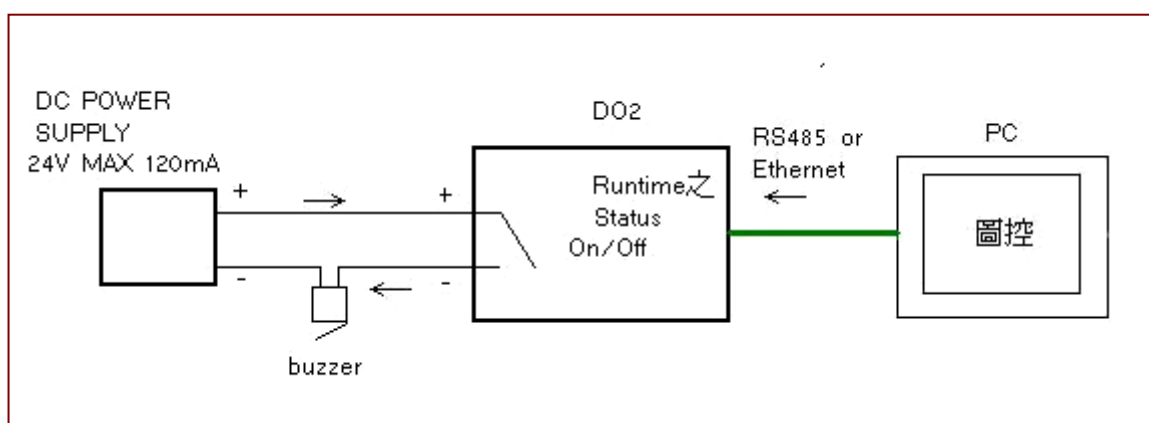 DC POWER
SUPPLY
24V MAX 120mA
+
-
buzzer
DO2
+
-
Runtime之
Status
On/Off
RS485 or
Ethernet
PC
圖控